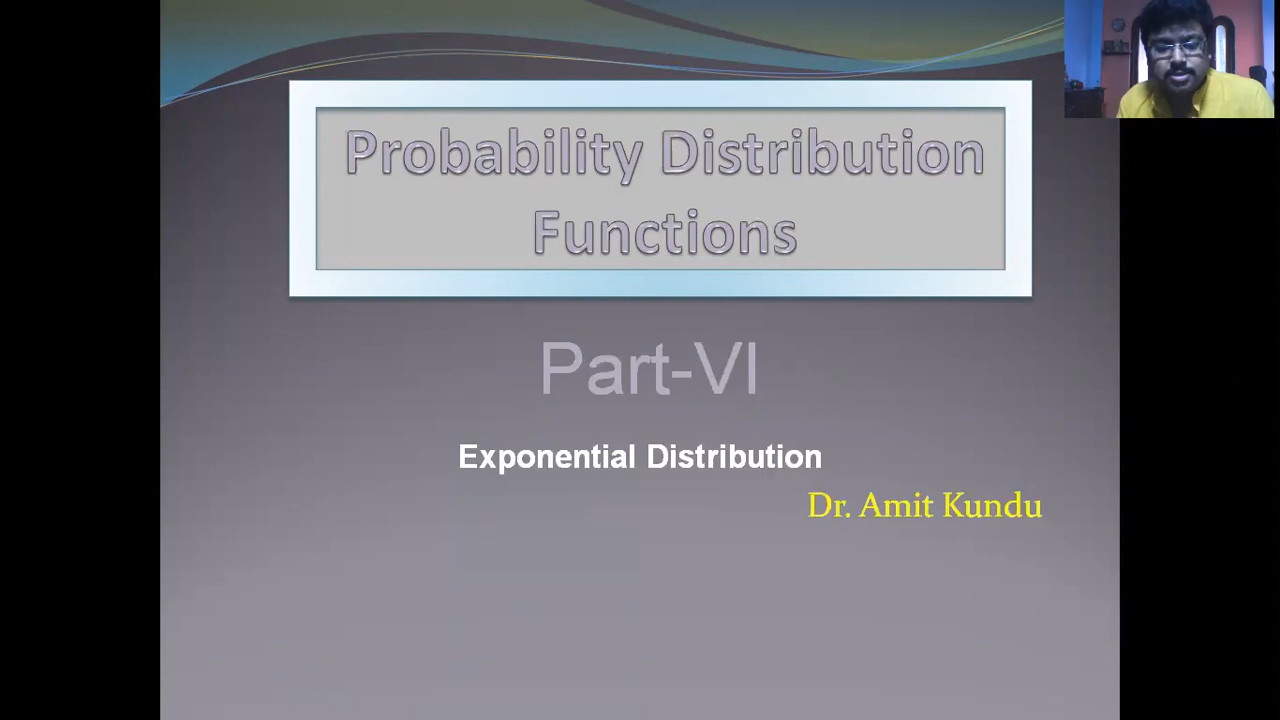 Probability Distribution
Functions
Part-VI
Exponential Distribution
Dr. Amit Kundu